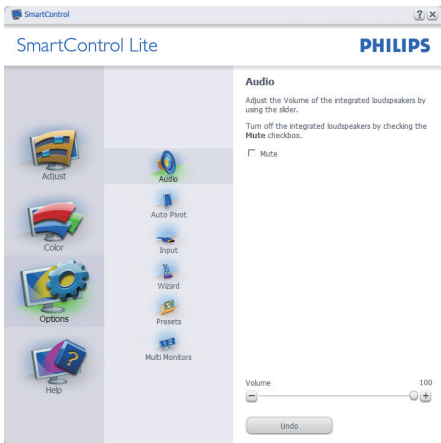 SmartControl
SmartControl Lite
PHILIPS
Adjust
Color
Options
Help
Audio
Auto Pivot
Input
Wizard
Presets
Multi Monitors
Audio
Adjust the Volume of the integrated loudspeakers by
using the slider.
Turn off the integrated loudspeakers by checking the
Mute checkbox.
Mute
Volume 100
Undo